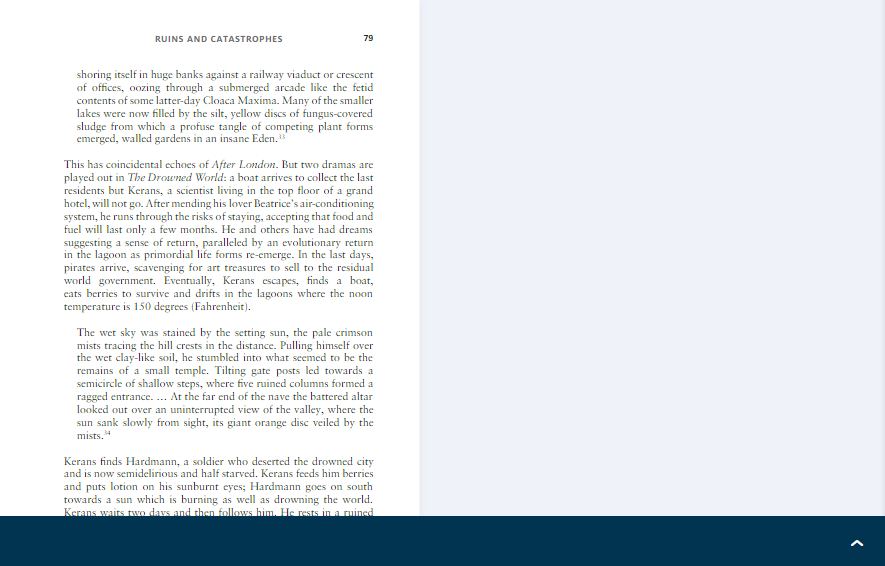 RUINS AND CATASTROPHES 79
shoring itself in huge banks against a railway viaduct or crescent
of offices, oozing through a submerged arcade like the fetid
contents of some latter-day Cloaca Maxima. Many of the smaller
lakes were now filled by the silt, yellow discs of fungus-covered
sludge from which a profuse tangle of competing plant forms
emerged, walled gardens in an insane Eden.33
This has coincidental echoes of After London. But two dramas are
played out in The Drowned World: a boat arrives to collect the last
residents but Kerans, a scientist living in the top floor of a grand
hotel, will not go. After mending his lover Beatrice's air-conditioning
system, he runs through the risks of staying, accepting that food and
fuel will last only a few months. He and others have had dreams
suggesting a sense of return, paralleled by an evolutionary return
in the lagoon as primordial life forms re-emerge. In the last days,
pirates arrive, scavenging for art treasures to sell to the residual
world government. Eventually, Kerans escapes, finds a boat,
eats berries to survive and drifts in the lagoons where the noon
temperature is 150 degrees (Fahrenheit).
The wet sky was stained by the setting sun, the pale crimson
mists tracing the hill crests in the distance. Pulling himself over
the wet clay-like soil, he stumbled into what seemed to be the
remains of a small temple. Tilting gate posts led towards a
semicircle of shallow steps, where five ruined columns formed a
ragged entrance. … At the far end of the nave the battered altar
looked out over an uninterrupted view of the valley, where the
sun sank slowly from sight, its giant orange disc veiled by the
mists.34
Kerans finds Hardmann, a soldier who deserted the drowned city
and is now semidelirious and half starved. Kerans feeds him berries
and puts lotion on his sunburnt eyes; Hardmann goes on south
towards a sun which is burning as well as drowning the world.
Kerans waits two days and then follows him. He rests in a ruined